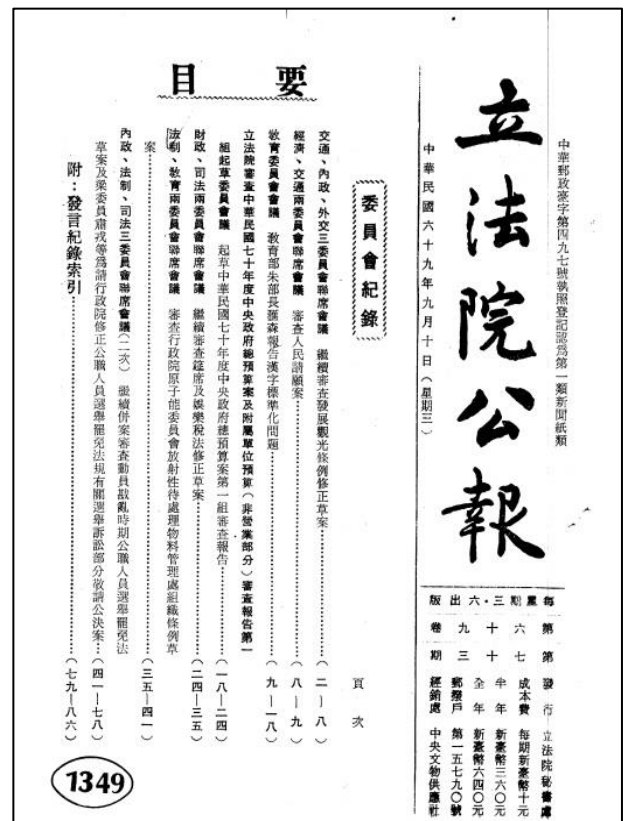 中華郵政臺字第四九七號執照登記認爲第一類新聞紙類
立法院公報
中華民國六十九年九月十日(星期三)
每星期三・六出版
第六十九卷
第七十三期
發行 立法院秘書處
成本費 每期新臺幣十元
半年 新臺幣三六〇元
全年 新臺幣六四〇元
郵撥戶 第一五七九〇號
經銷處 中央文物供應社
要目
委員會紀錄
頁次
交通、內政、外交三委員會聯席會議 繼續審查發展觀光條例修正草案……(二—八)
經濟、交通兩委員會聯席會議 審查人民請願案……(八—九)
教育委員會會議 教育部朱部長匯森報告漢字標準化問題……(九—一八)
立法院審查中華民國七十年度中央政府總預算案及附屬單位預算(非營業部分)審查報告第一
組起草委員會會議 起草中華民國七十年度中央政府總預算案第一組審查報告……(一八—二四)
財政、司法兩委員會聯席會議 繼續審查筵席及娛樂稅法修正草案……(二四—三五)
法制、教育兩委員會聯席會議 審查行政院原子能委員會放射性待處理物料管理處組織條例草
案……(三五—四一)
內政、法制、司法三委員會聯席會議(二次) 繼續併案審查動員戡亂時期公職人員選舉罷免法
草案及梁委員肅戎等爲請行政院修正公職人員選舉罷免法規有關選舉訴訟部分敬請公決案……(四一—七八)
附:發言紀錄索引……(七九—八六)
1349